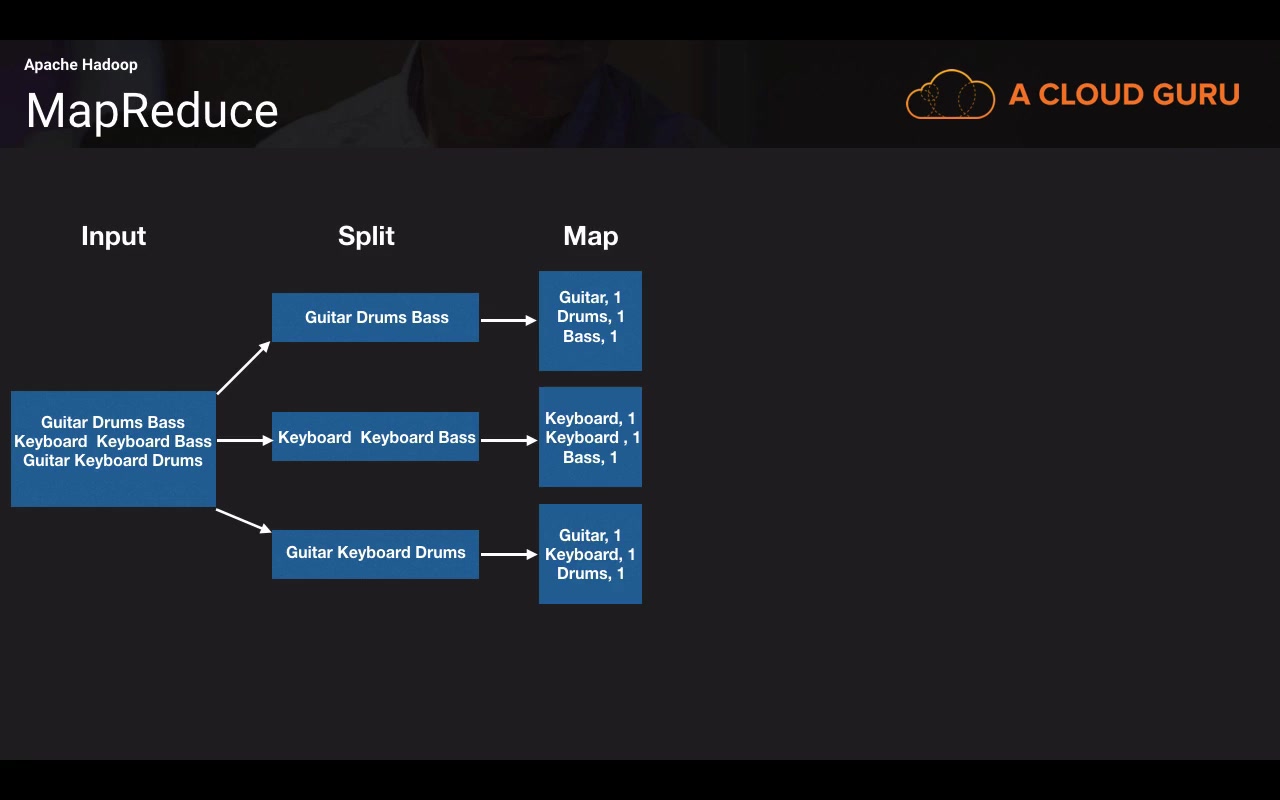 Apache Hadoop
MapReduce
A CLOUD GURU
Input
Split
Map
Guitar Drums Bass
Keyboard  Keyboard Bass
Guitar Keyboard Drums
Guitar Drums Bass
Keyboard  Keyboard Bass
Guitar Keyboard Drums
Guitar, 1
Drums, 1
Bass, 1
Keyboard, 1
Keyboard , 1
Bass, 1
Guitar, 1
Keyboard, 1
Drums, 1